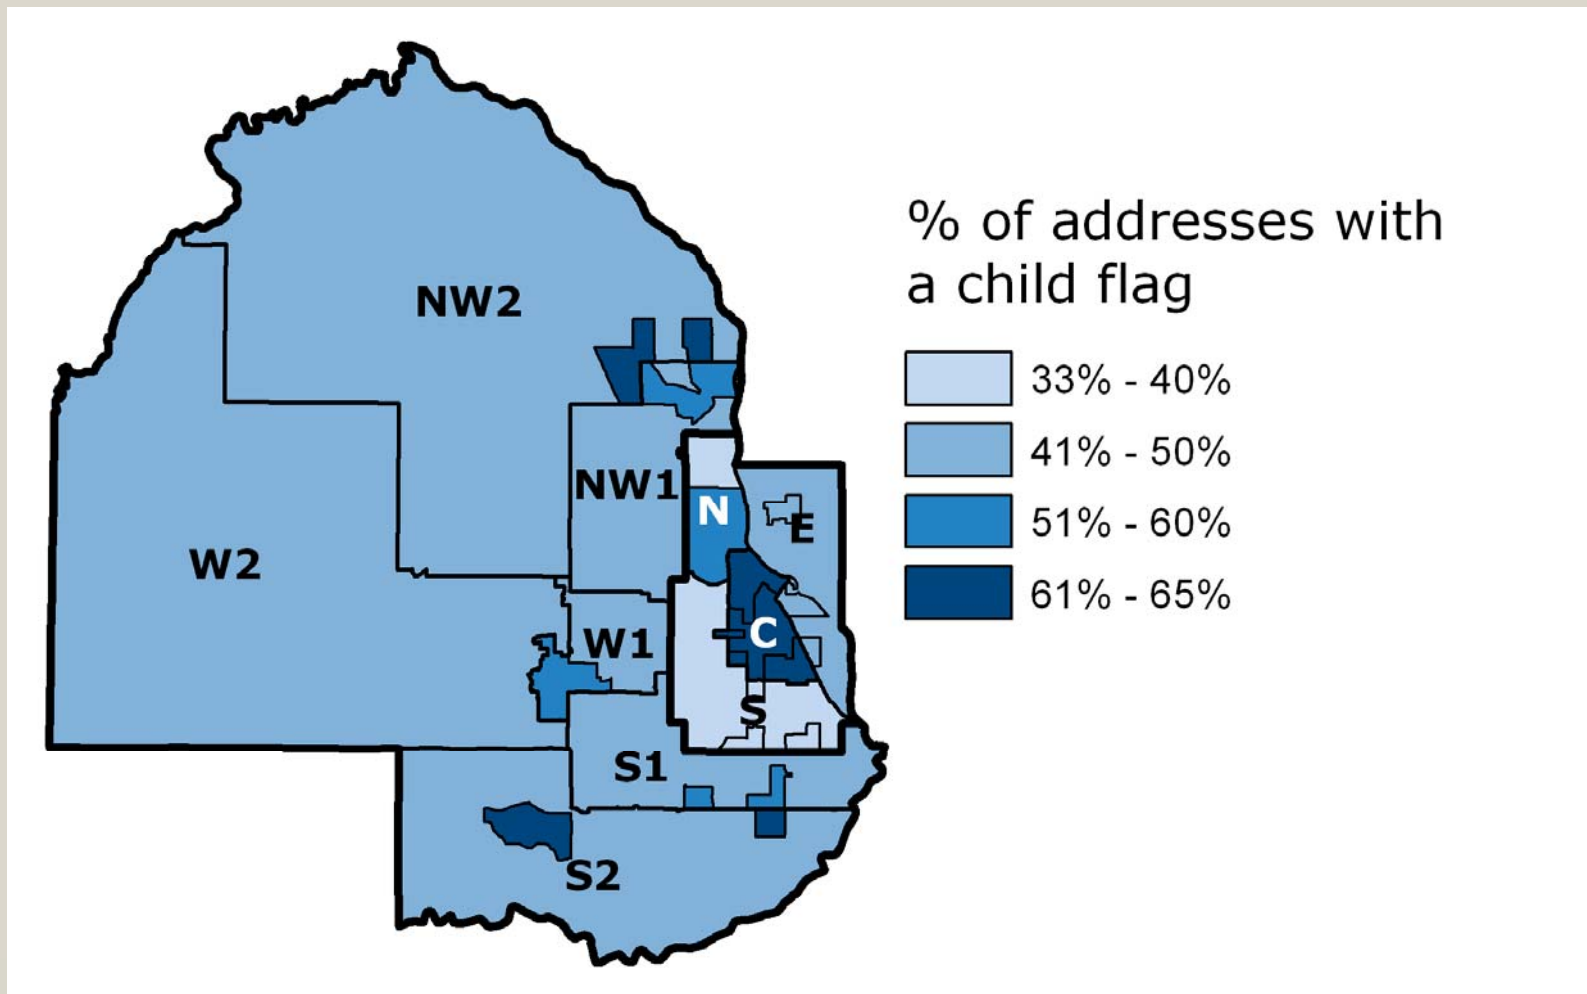 NW2
NW1
N
E
W2
W1
C
S
S1
S2
% of addresses with
a child flag
33% - 40%
41% - 50%
51% - 60%
61% - 65%